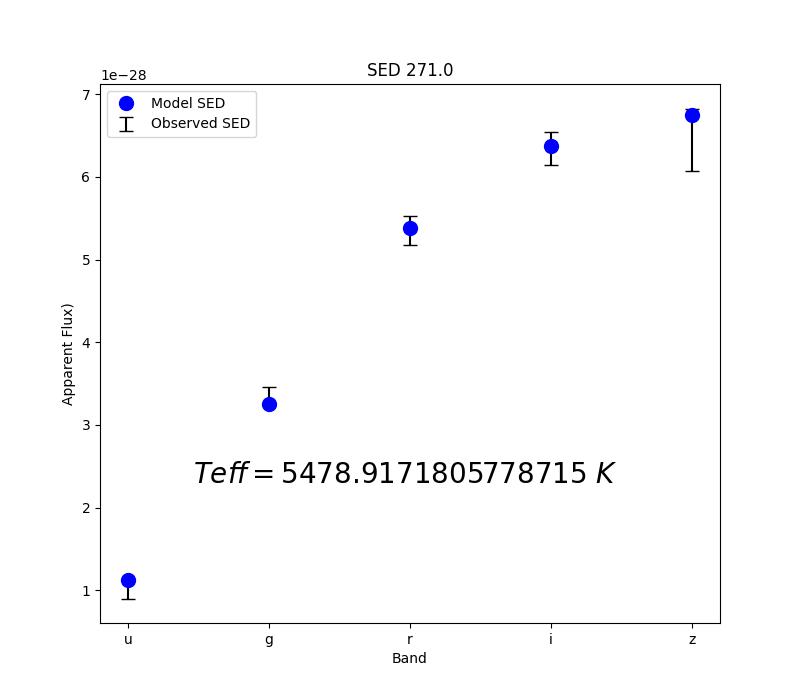 SED 271.0
1e−28
Model SED
Observed SED
7
6
5
4
3
2
1
Apparent Flux)
Teff = 5478.9171805778715 K
u g r i z
Band